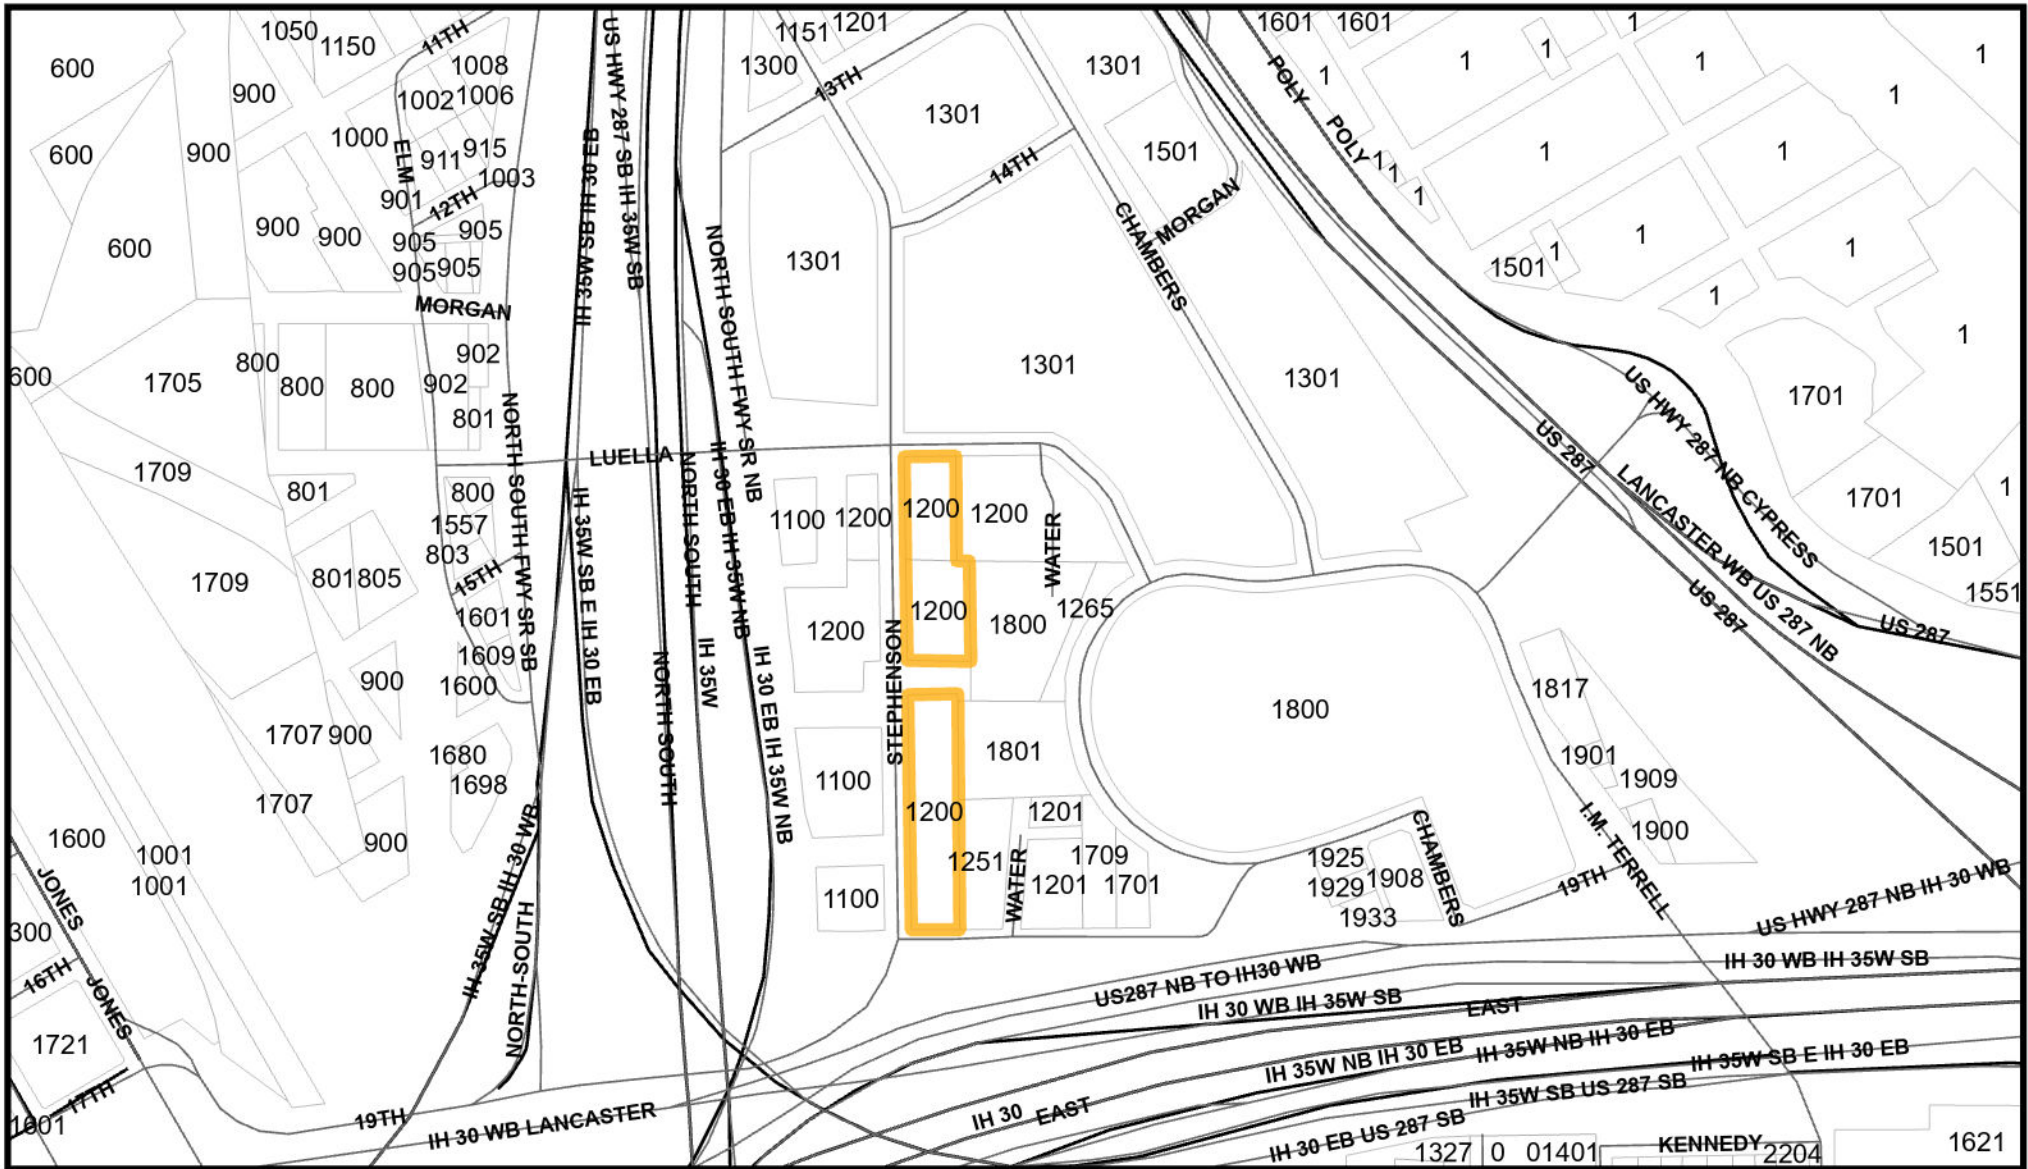 1050
1150
11TH
1151
1201
1601
1601
1
1
600
1008
1300
13TH
1301
POLY
1
1
1
1
900
1002
1006
1301
1
1000
ELM
US HWY 287 SB IH 35W SB
IH 35W SB IH 30 EB
600
900
911
915
14TH
1501
POLY
1
1
1
1
1
901
1003
12TH
MORGAN
CHAMBERS
900
900
905
905
600
905
905
NORTH SOUTH FWY SR NB
1301
1501
1
1
1
1
MORGAN
600
1705
800
800
800
902
902
801
1301
1301
1
1701
NORTH SOUTH FWY SR SB
LUELLA
US HWY 287 NB CYPRESS
US 287
1709
801
800
NORTH SOUTH
IH 30 EB IH 35W NB
1100
1200
1200
1200
WATER
LANCASTER WB US 287 NB
1701
1
1557
803
IH 35W SB E IH 30 EB
1501
1709
801
805
15TH
1601
1200
1200
1800
1265
US 287
1551
US 287
1609
1600
STEPHENSON
NORTH SOUTH
IH 35W
IH 30 EB IH 35W NB
900
1817
1707
900
1800
1680
1698
1801
1100
1901
1909
1707
1200
1201
IH 35W SB IH 30 WB
I.M. TERRELL
CHAMBERS
1600
1001
1001
900
1251
WATER
1709
1201
1701
1925
1929
1908
1933
1900
19TH
JONES
1100
300
NORTH-SOUTH
US HWY 287 NB IH 30 WB
16TH
JONES
US287 NB TO IH30 WB
IH 30 WB IH 35W SB
IH 30 WB IH 35W SB
EAST
1721
IH 35W NB IH 30 EB
IH 35W NB IH 30 EB
IH 35W SB E IH 30 EB
17TH
19TH
IH 30 WB LANCASTER
IH 30
EAST
IH 35W SB US 287 SB
IH 30 EB US 287 SB
1327
0
01401
KENNEDY
2204
1621